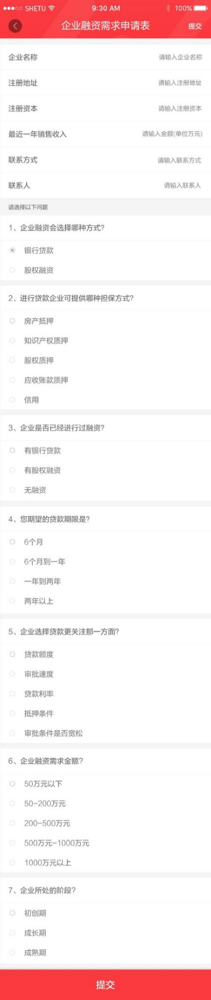 SHETU 9:30 AM 100%
企业融资需求申请表 提交
企业名称 请输入企业名称
注册地址 请输入注册地址
注册资本 请输入注册资本
最近一年销售收入 请输入金额(单位万元)
联系方式 请输入联系方式
联系人 请输入联系人
请选择以下问题
1、企业融资会选择哪种方式?
银行贷款
股权融资
2、进行贷款企业可提供哪种担保方式?
房产抵押
知识产权质押
股权质押
应收账款质押
信用
3、企业是否已经进行过融资?
有银行贷款
有股权融资
无融资
4、您期望的贷款期限是?
6个月
6个月到一年
一年到两年
两年以上
5、企业选择贷款更关注那一方面?
贷款额度
审批速度
贷款利率
抵押条件
审批条件是否宽松
6、企业融资需求金额?
50万元以下
50-200万元
200-500万元
500万元-1000万元
1000万元以上
7、企业所处的阶段?
初创期
成长期
成熟期
提交